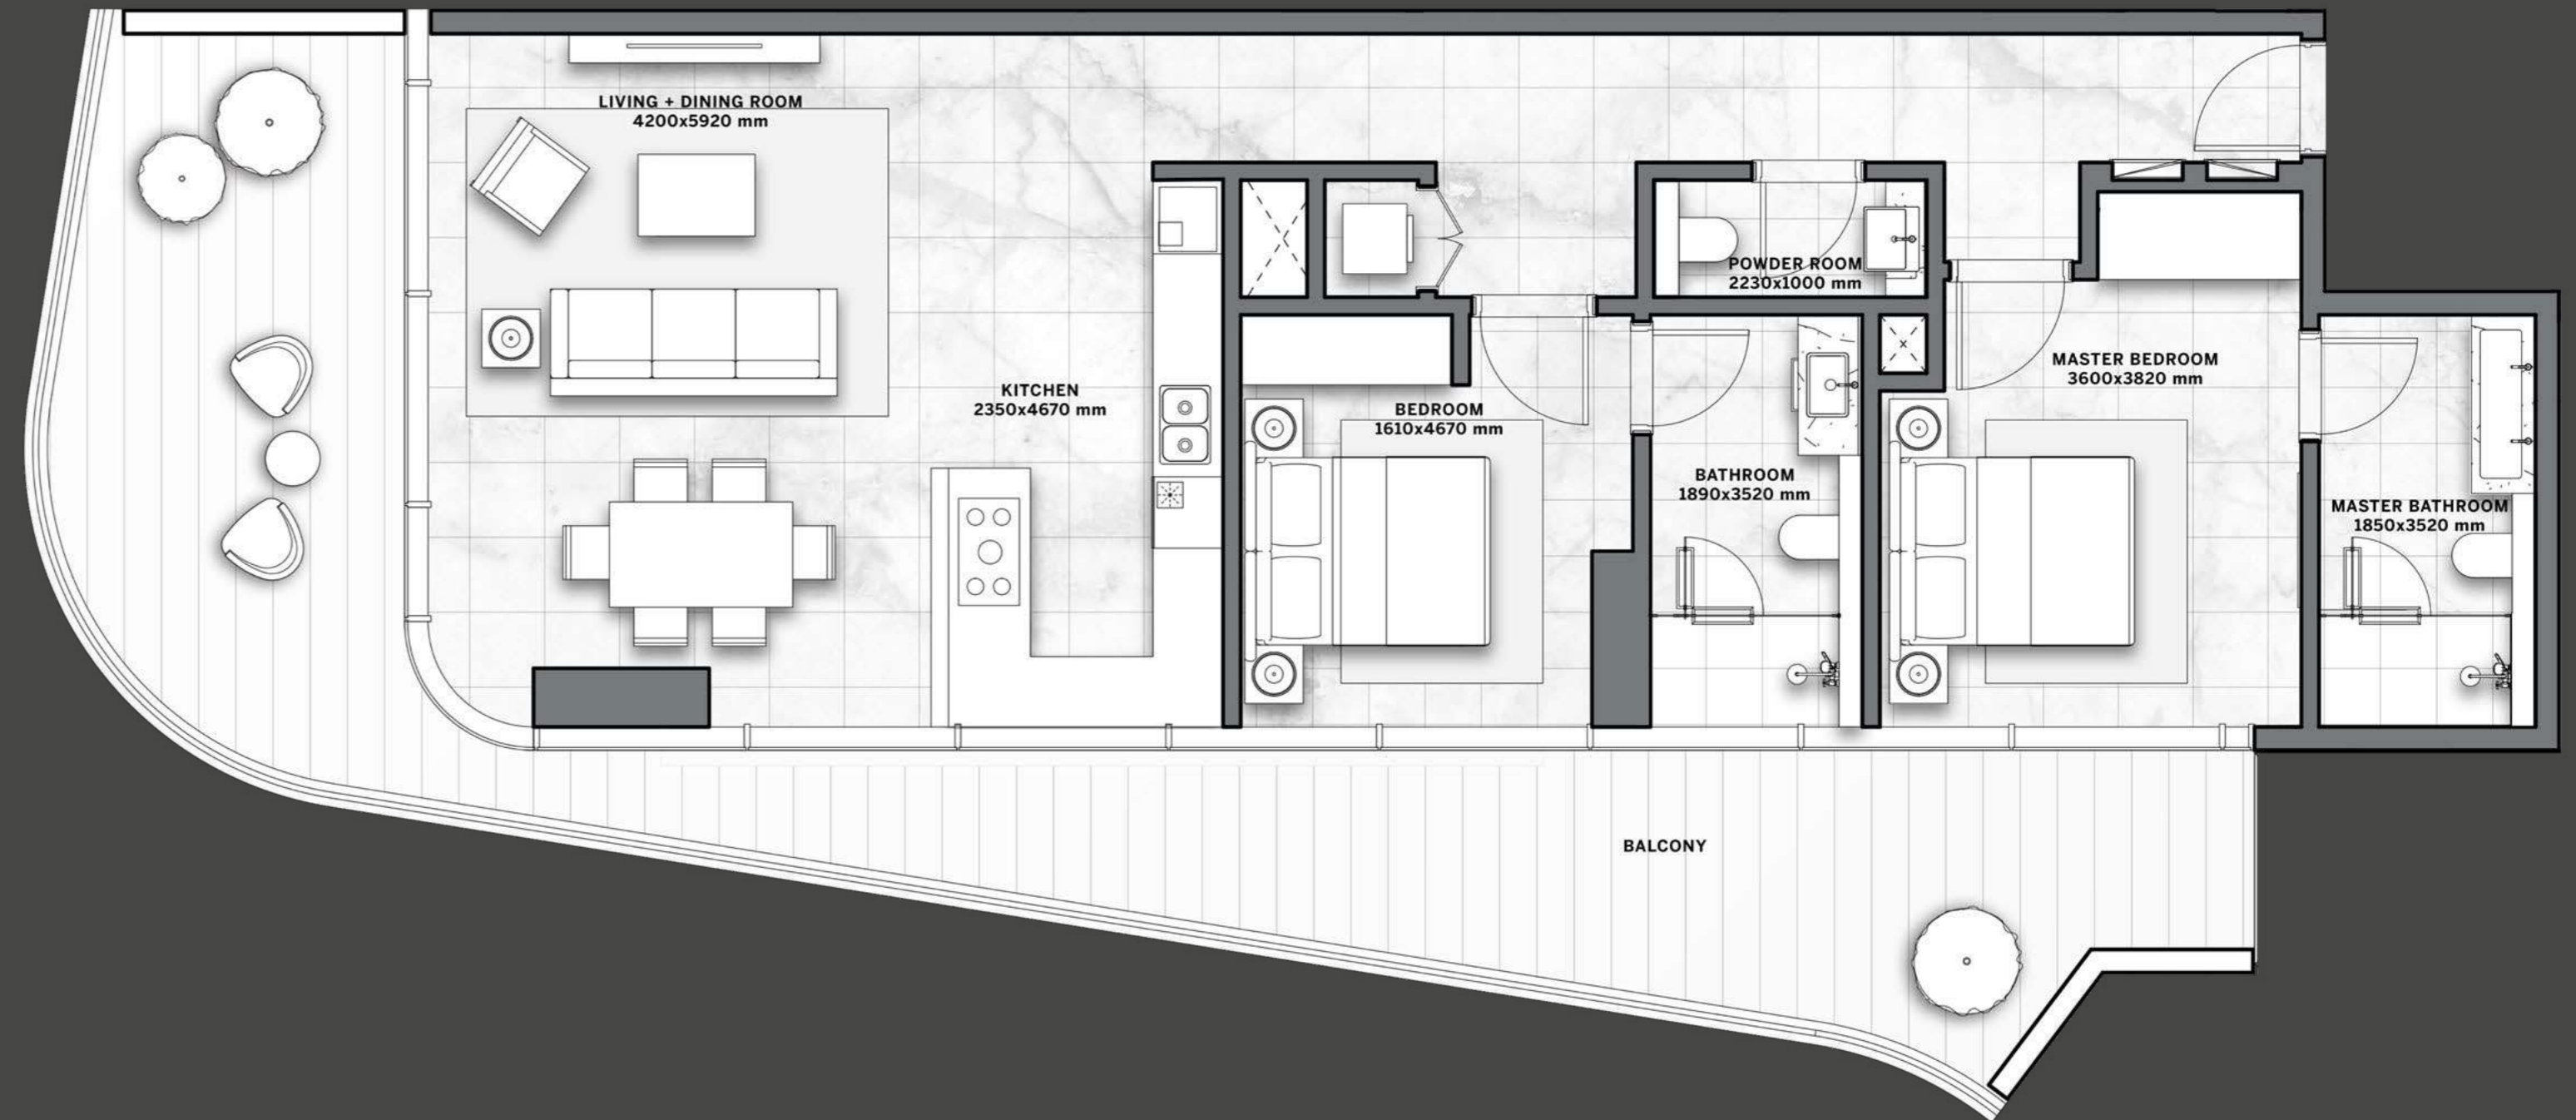 LIVING + DINING ROOM
4200x5920 mm
KITCHEN
2350x4670 mm
BEDROOM
1610x4670 mm
POWDER ROOM
2230x1000 mm
BATHROOM
1890x3520 mm
MASTER BEDROOM
3600x3820 mm
MASTER BATHROOM
1850x3520 mm
BALCONY